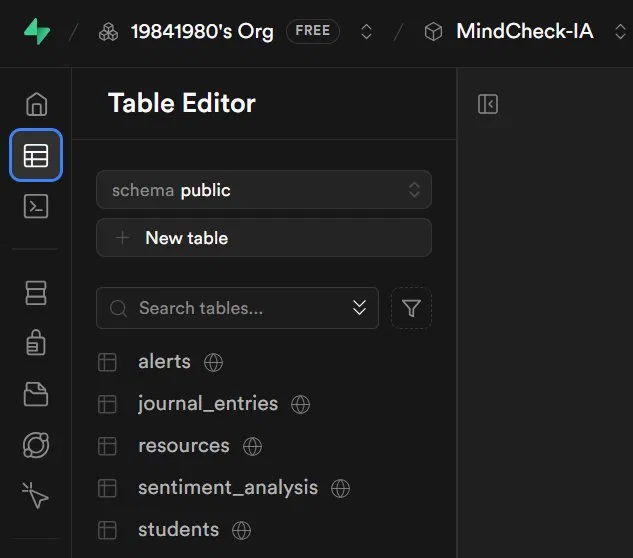 19841980's Org FREE MindCheck-IA
Table Editor
schema public
New table
Search tables...
alerts
journal_entries
resources
sentiment_analysis
students